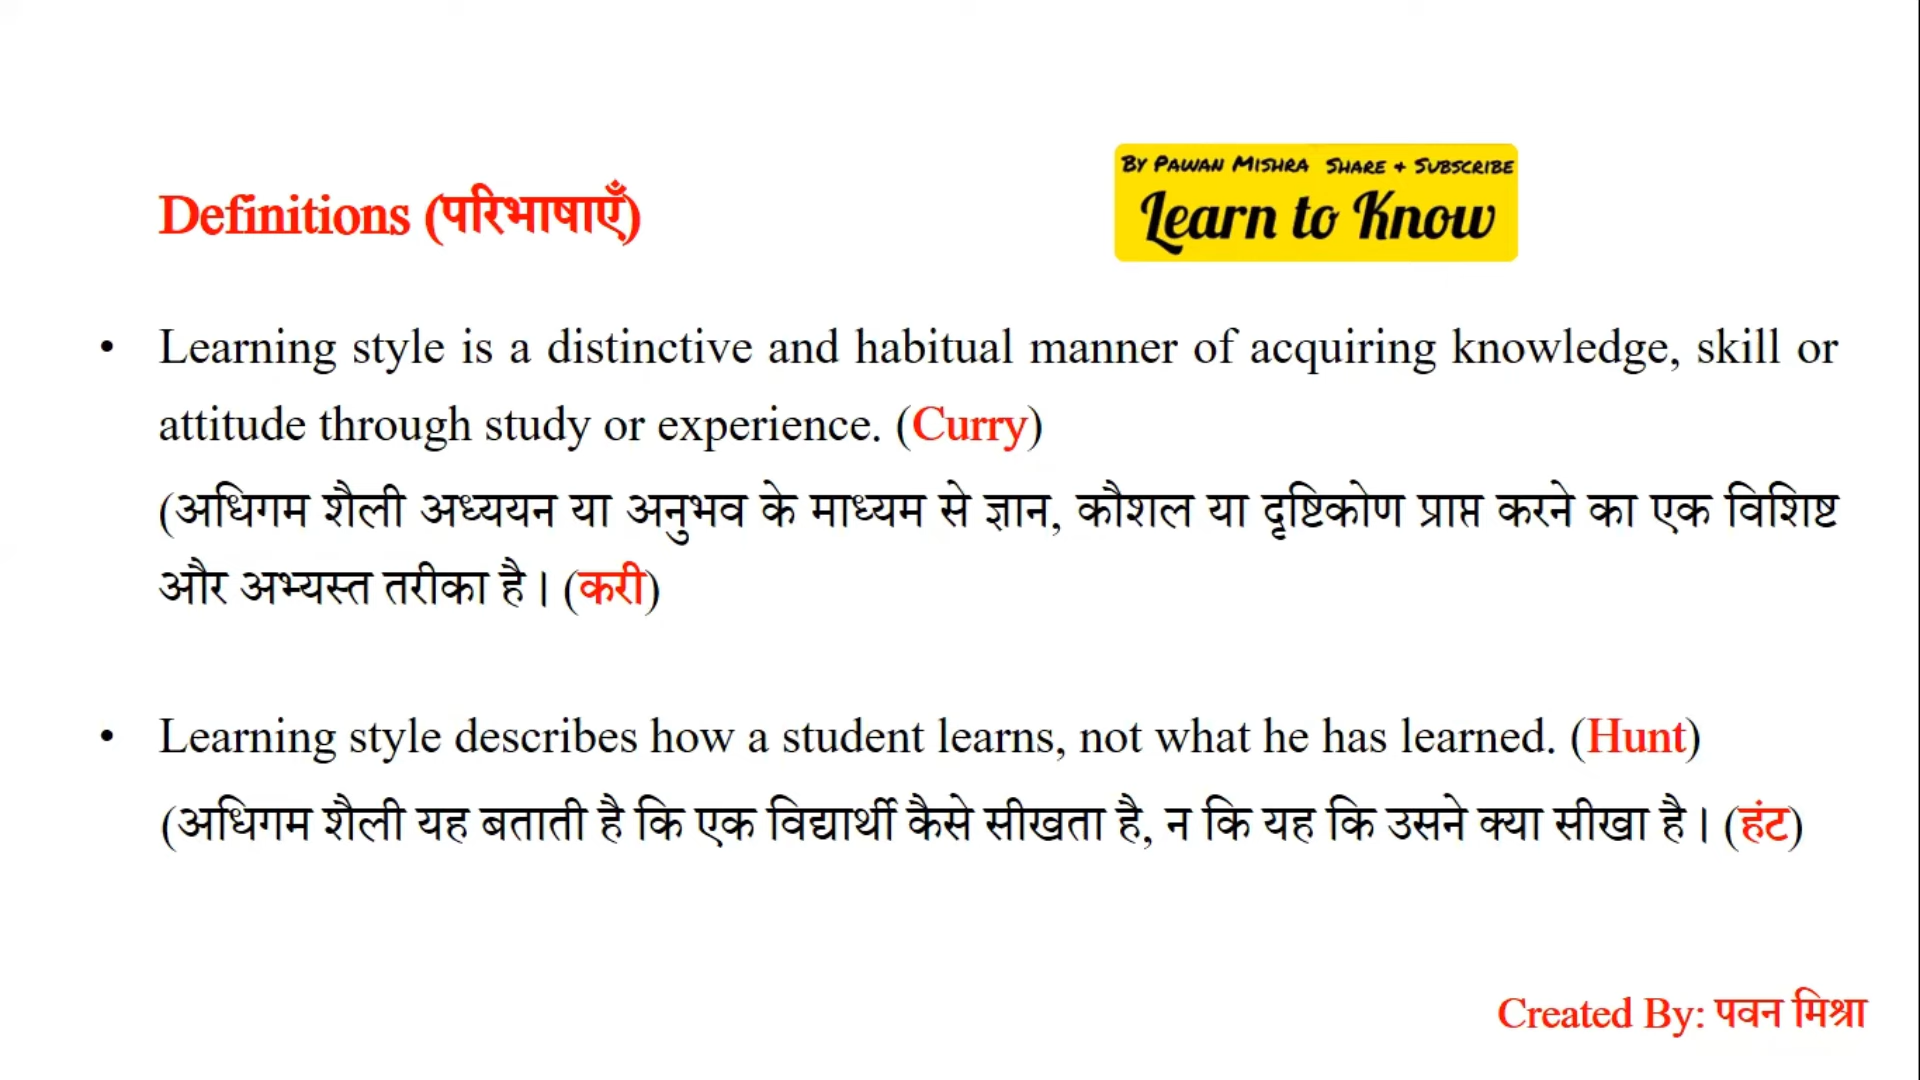 By Pawan Mishra Share + Subscribe
Learn to Know
Definitions (परिभाषाएँ)
• Learning style is a distinctive and habitual manner of acquiring knowledge, skill or
attitude through study or experience. (Curry)
(अधिगम शैली अध्ययन या अनुभव के माध्यम से ज्ञान, कौशल या दृष्टिकोण प्राप्त करने का एक विशिष्ट
और अभ्यस्त तरीका है। (करी)
• Learning style describes how a student learns, not what he has learned. (Hunt)
(अधिगम शैली यह बताती है कि एक विद्यार्थी कैसे सीखता है, न कि यह कि उसने क्या सीखा है। (हंट)
Created By: पवन मिश्रा